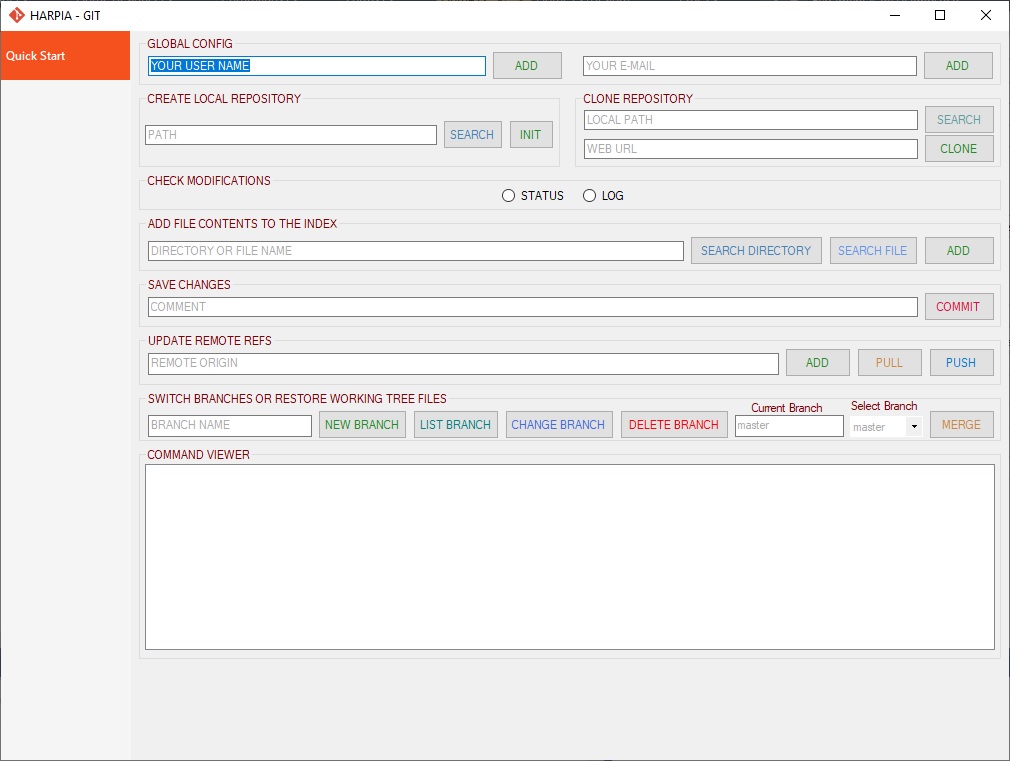 HARPIA - GIT
Quick Start
GLOBAL CONFIG
YOUR USER NAME ADD YOUR E-MAIL ADD
CREATE LOCAL REPOSITORY
PATH SEARCH INIT
CLONE REPOSITORY
LOCAL PATH SEARCH
WEB URL CLONE
CHECK MODIFICATIONS
STATUS LOG
ADD FILE CONTENTS TO THE INDEX
DIRECTORY OR FILE NAME SEARCH DIRECTORY SEARCH FILE ADD
SAVE CHANGES
COMMENT COMMIT
UPDATE REMOTE REFS
REMOTE ORIGIN ADD PULL PUSH
SWITCH BRANCHES OR RESTORE WORKING TREE FILES
Current Branch Select Branch
BRANCH NAME NEW BRANCH LIST BRANCH CHANGE BRANCH DELETE BRANCH master master MERGE
COMMAND VIEWER